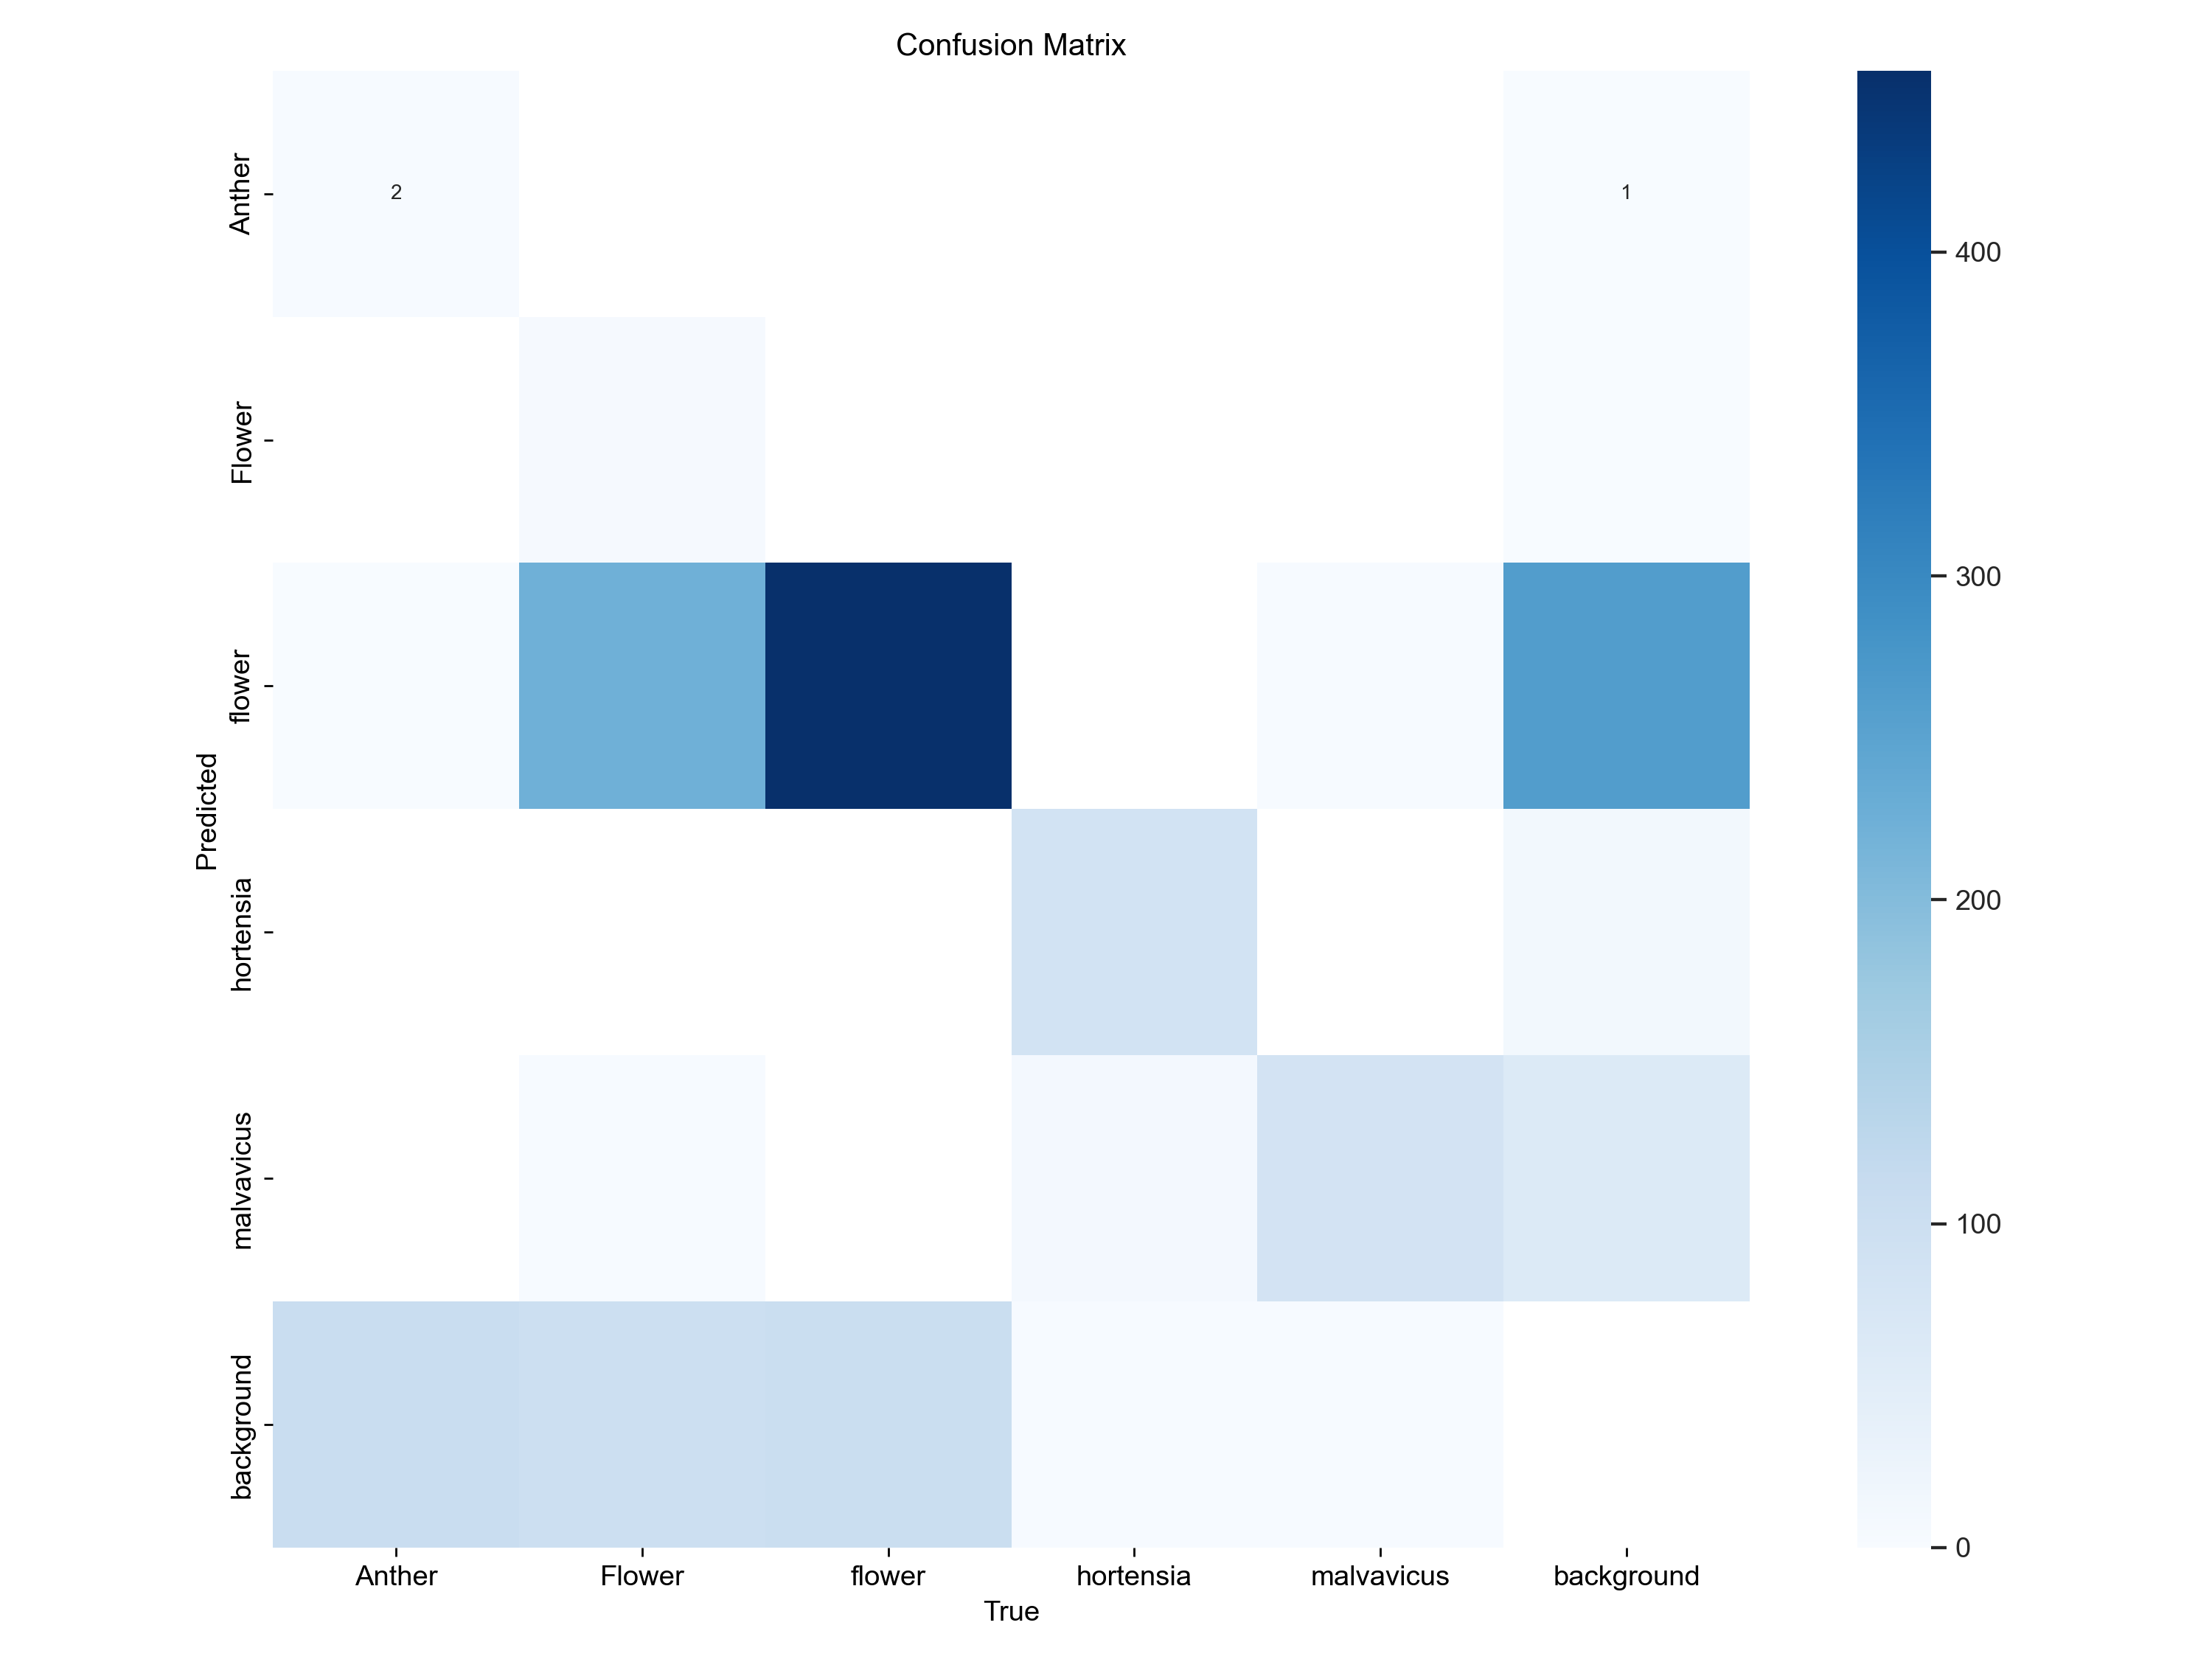 Confusion Matrix
Anther
2
1
Flower
flower
hortensia
malvavicus
background
Predicted
Anther Flower flower hortensia malvavicus background
True
400
300
200
100
0